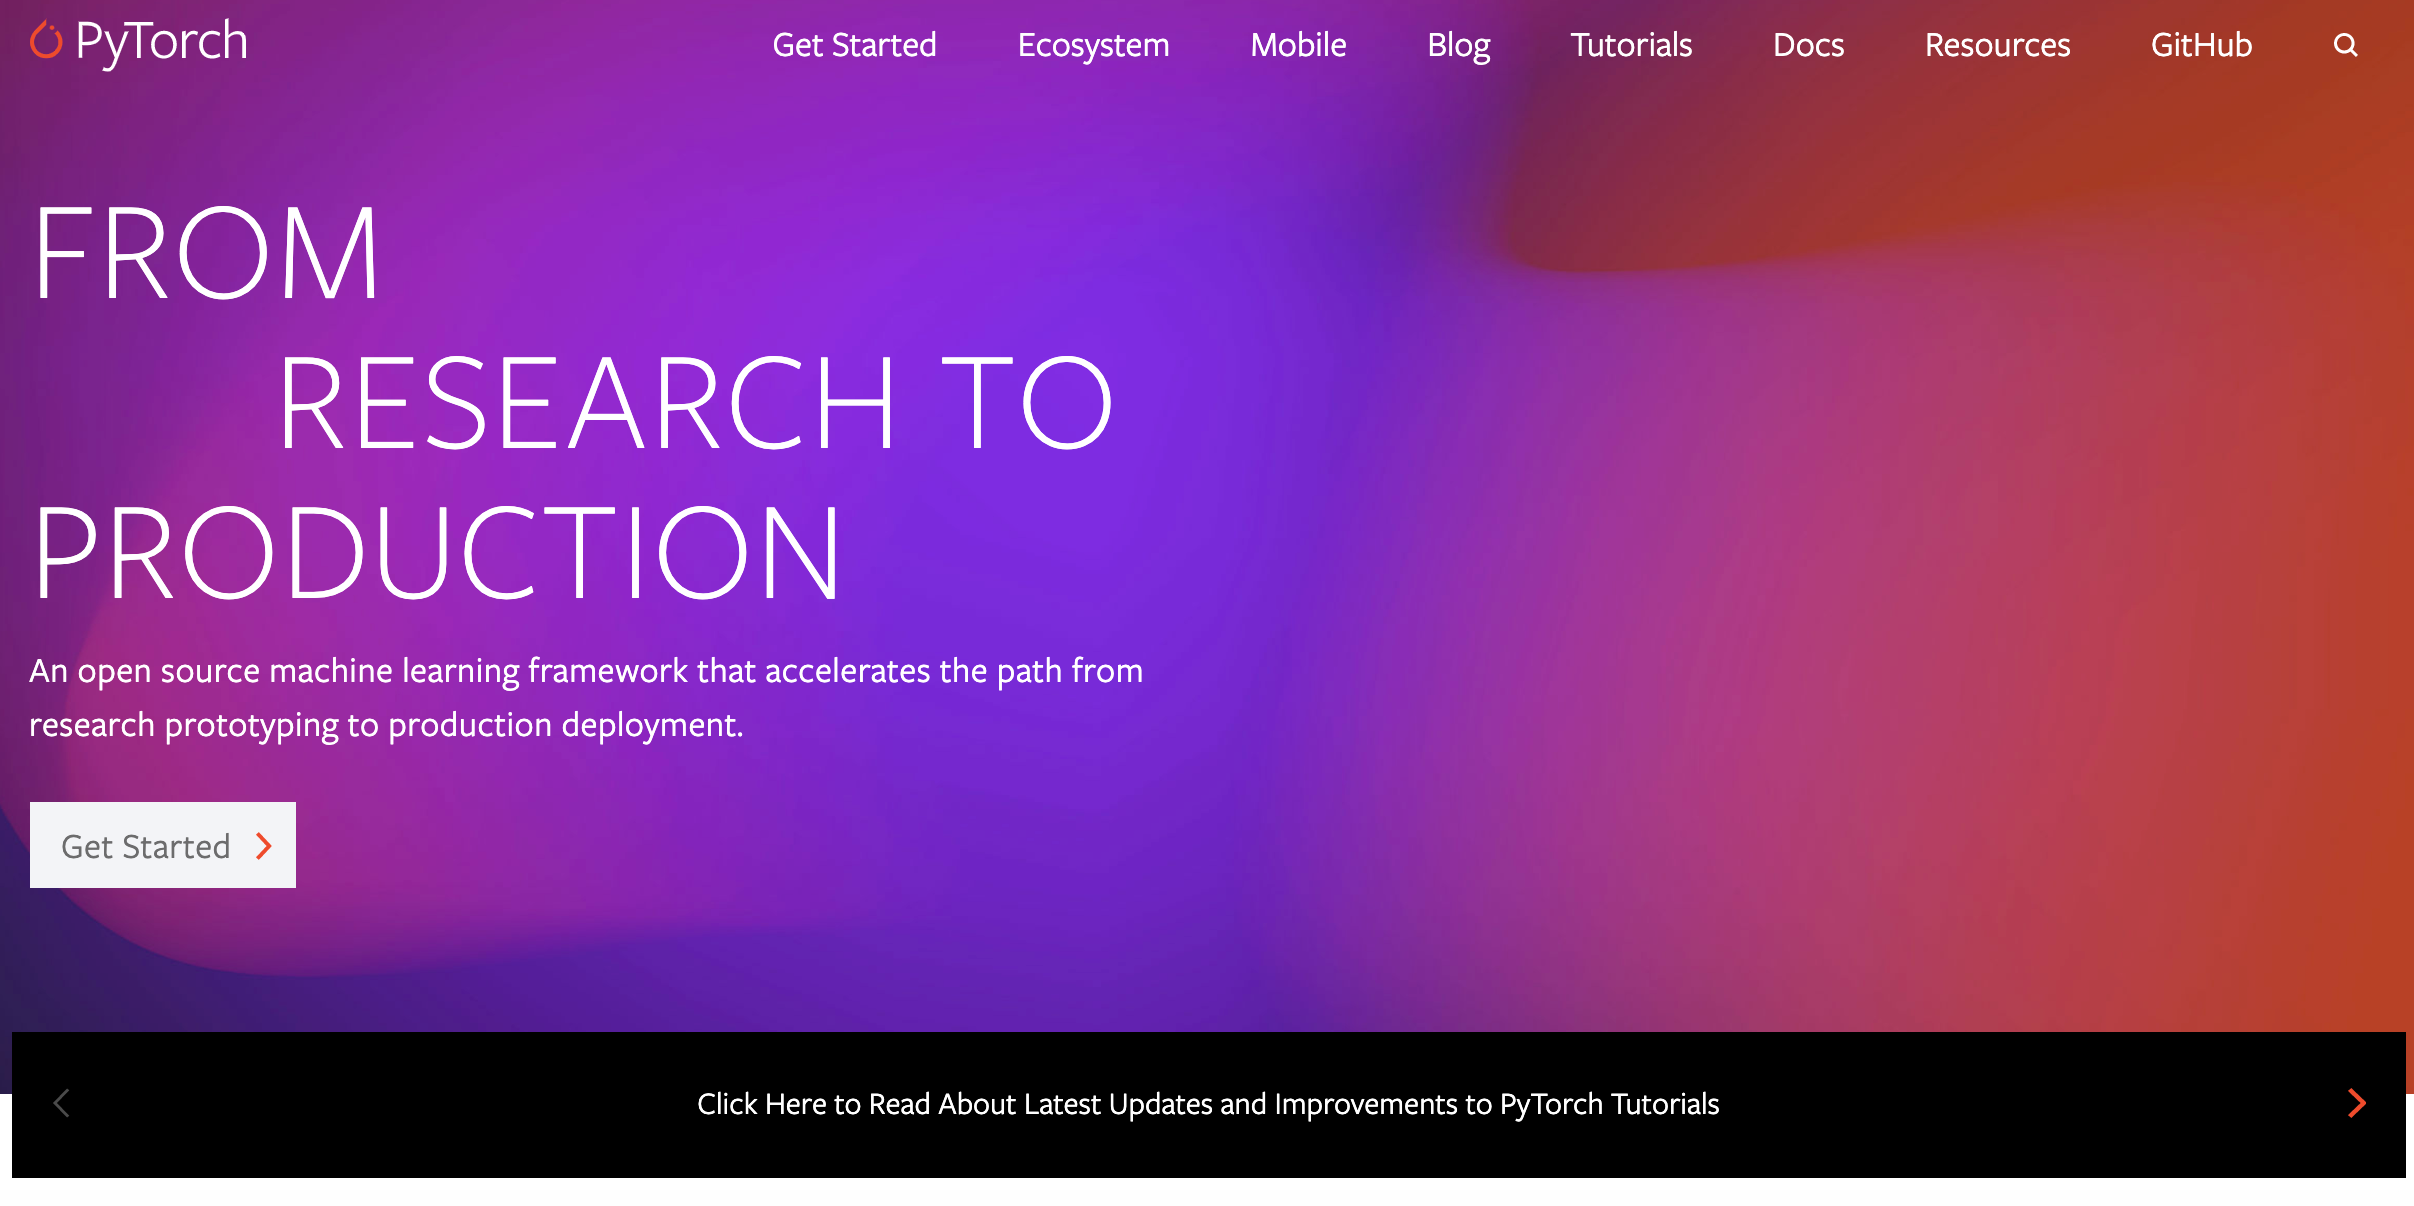 PyTorch
Get Started
Ecosystem
Mobile
Blog
Tutorials
Docs
Resources
GitHub
FROM
RESEARCH TO
PRODUCTION
An open source machine learning framework that accelerates the path from
research prototyping to production deployment.
Get Started
Click Here to Read About Latest Updates and Improvements to PyTorch Tutorials